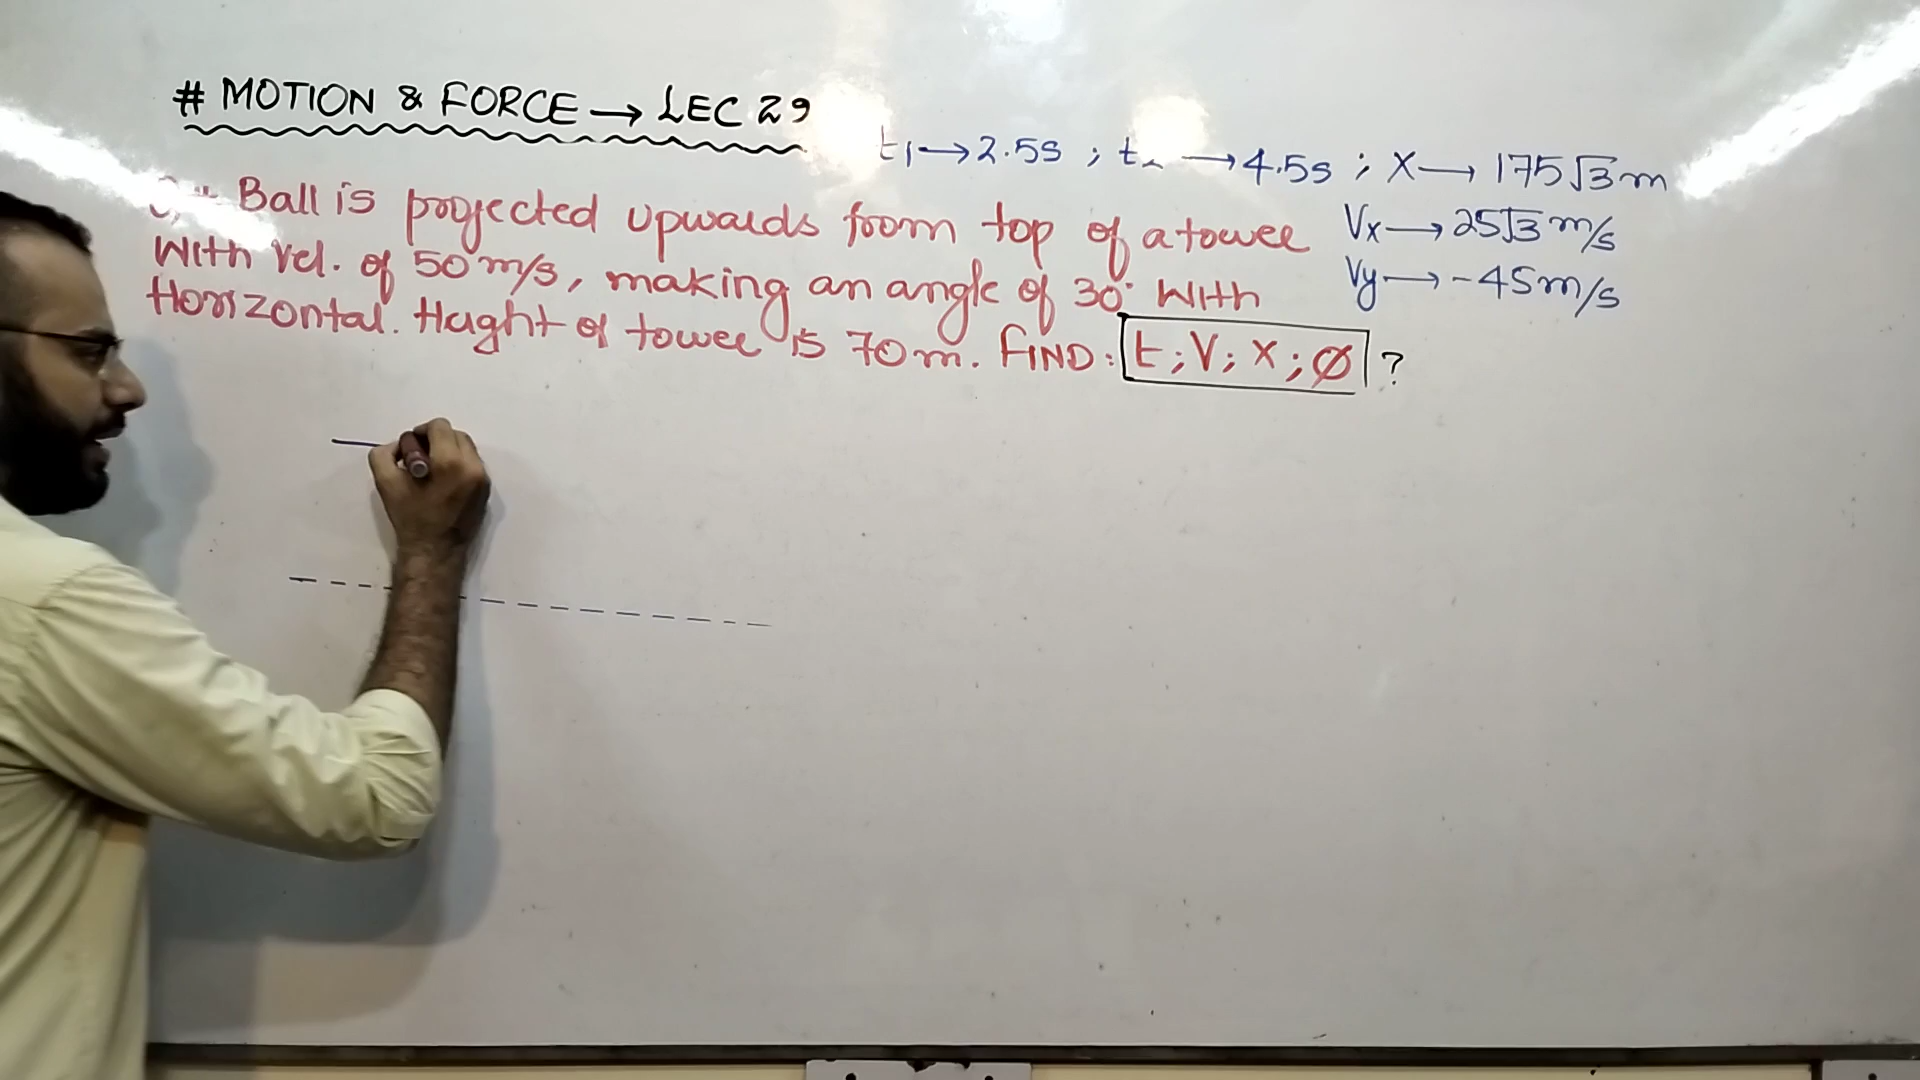 # MOTION & FORCE → LEC 29
t₁ → 2.5s ; t₂ → 4.5s ; X → 175√3 m
Ball is projected upwards from top of a tower
Vx → 25√3 m/s
With Vel. of 50 m/s, making an angle of 30° With
Vy → -45 m/s
Horizontal. Height of tower is 70 m. FIND: t ; V ; X ; Ø ?